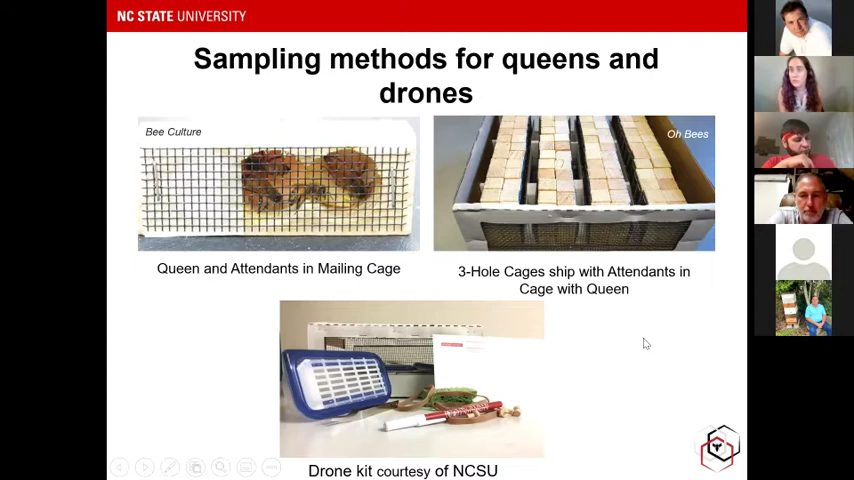 NC STATE UNIVERSITY
Sampling methods for queens and
drones
Bee Culture
Oh Bees
Queen and Attendants in Mailing Cage
3-Hole Cages ship with Attendants in
Cage with Queen
Drone kit courtesy of NCSU